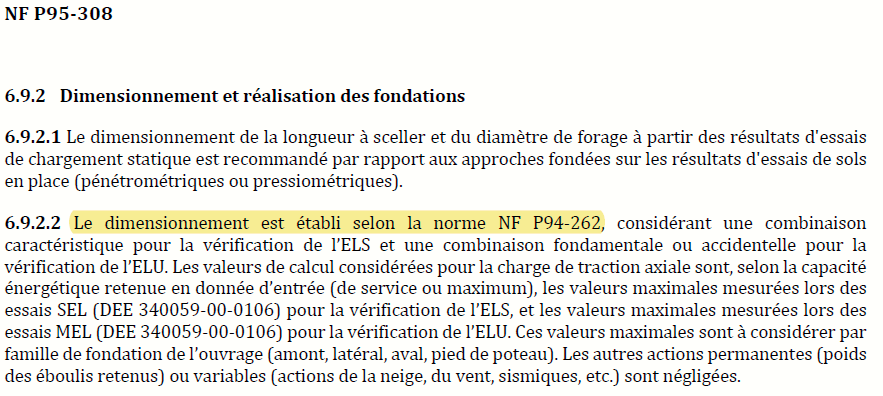 NF P95-308
6.9.2 Dimensionnement et réalisation des fondations
6.9.2.1 Le dimensionnement de la longueur à sceller et du diamètre de forage à partir des résultats d'essais
de chargement statique est recommandé par rapport aux approches fondées sur les résultats d'essais de sols
en place (pénétrométriques ou pressiométriques).
6.9.2.2 Le dimensionnement est établi selon la norme NF P94-262, considérant une combinaison
caractéristique pour la vérification de l’ELS et une combinaison fondamentale ou accidentelle pour la
vérification de l’ELU. Les valeurs de calcul considérées pour la charge de traction axiale sont, selon la capacité
énergétique retenue en donnée d’entrée (de service ou maximum), les valeurs maximales mesurées lors des
essais SEL (DEE 340059-00-0106) pour la vérification de l’ELS, et les valeurs maximales mesurées lors des
essais MEL (DEE 340059-00-0106) pour la vérification de l’ELU. Ces valeurs maximales sont à considérer par
famille de fondation de l’ouvrage (amont, latéral, aval, pied de poteau). Les autres actions permanentes (poids
des éboulis retenus) ou variables (actions de la neige, du vent, sismiques, etc.) sont négligées.